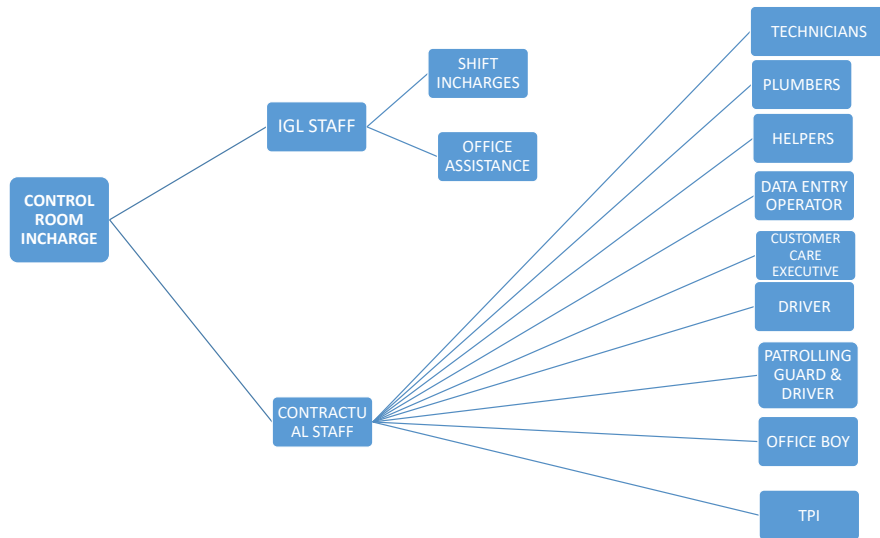 CONTROL
ROOM
INCHARGE
IGL STAFF
SHIFT
INCHARGES
OFFICE
ASSISTANCE
CONTRACTU
AL STAFF
TECHNICIANS
PLUMBERS
HELPERS
DATA ENTRY
OPERATOR
CUSTOMER
CARE
EXECUTIVE
DRIVER
PATROLLING
GUARD &
DRIVER
OFFICE BOY
TPI